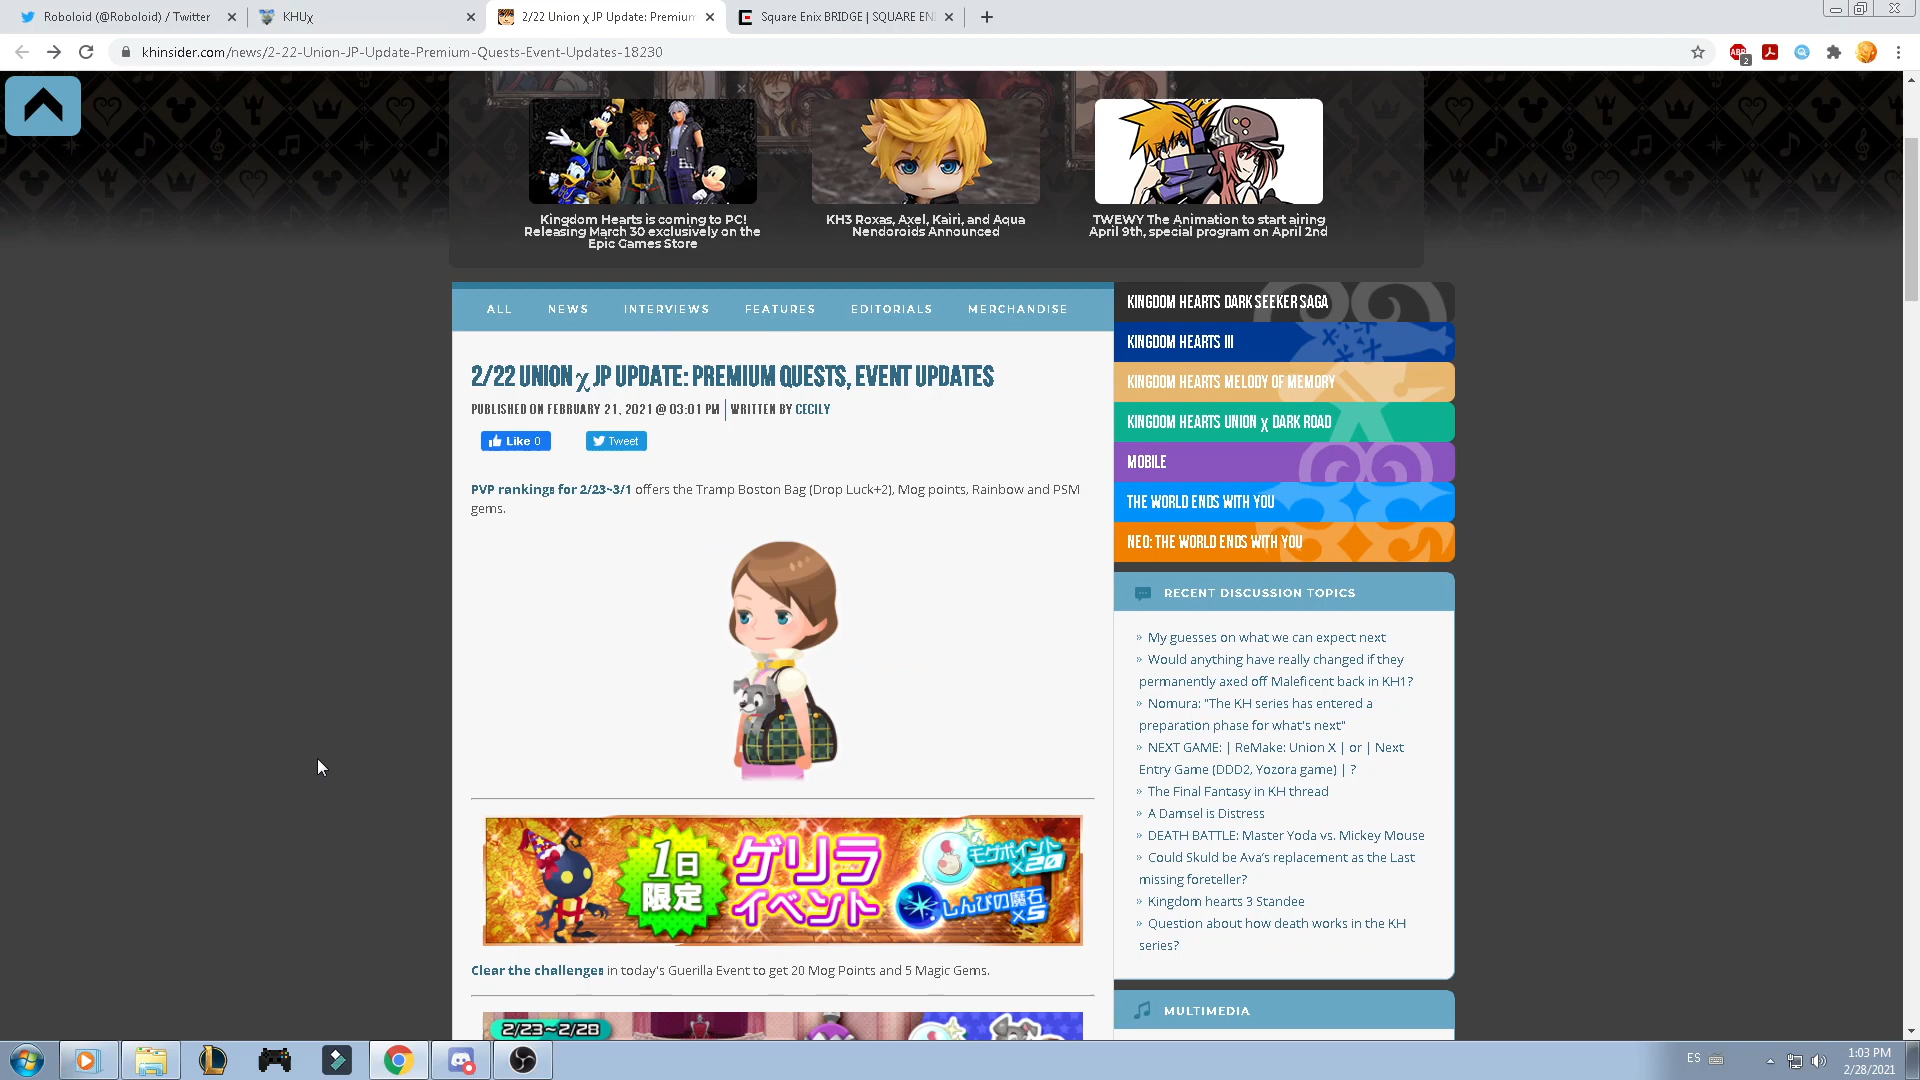 Roboloid (@Roboloid) / Twitter
KHUχ
2/22 Union χ JP Update: Premium
Square Enix BRIDGE | SQUARE EN
khinsider.com/news/2-22-Union-JP-Update-Premium-Quests-Event-Updates-18230
ABP
2
Kingdom Hearts is coming to PC!
Releasing March 30 exclusively on the
Epic Games Store
KH3 Roxas, Axel, Kairi, and Aqua
Nendoroids Announced
TWEWY The Animation to start airing
April 9th, special program on April 2nd
ALL NEWS INTERVIEWS FEATURES EDITORIALS MERCHANDISE
2/22 UNION χ JP UPDATE: PREMIUM QUESTS, EVENT UPDATES
PUBLISHED ON FEBRUARY 21, 2021 @ 03:01 PM | WRITTEN BY CECILY
Like 0
Tweet
PVP rankings for 2/23~3/1 offers the Tramp Boston Bag (Drop Luck+2), Mog points, Rainbow and PSM
gems.
1日
限定
ゲリラ
イベント
モグポイント
×20
しんぴの魔石
×5
Clear the challenges in today's Guerilla Event to get 20 Mog Points and 5 Magic Gems.
2/23~2/28
KINGDOM HEARTS DARK SEEKER SAGA
KINGDOM HEARTS III
KINGDOM HEARTS MELODY OF MEMORY
KINGDOM HEARTS UNION χ DARK ROAD
MOBILE
THE WORLD ENDS WITH YOU
NEO: THE WORLD ENDS WITH YOU
RECENT DISCUSSION TOPICS
» My guesses on what we can expect next
» Would anything have really changed if they
permanently axed off Maleficent back in KH1?
» Nomura: "The KH series has entered a
preparation phase for what's next"
» NEXT GAME: | ReMake: Union X | or | Next
Entry Game (DDD2, Yozora game) | ?
» The Final Fantasy in KH thread
» A Damsel is Distress
» DEATH BATTLE: Master Yoda vs. Mickey Mouse
» Could Skuld be Ava's replacement as the Last
missing foreteller?
» Kingdom hearts 3 Standee
» Question about how death works in the KH
series?
MULTIMEDIA
ES
1:03 PM
2/28/2021